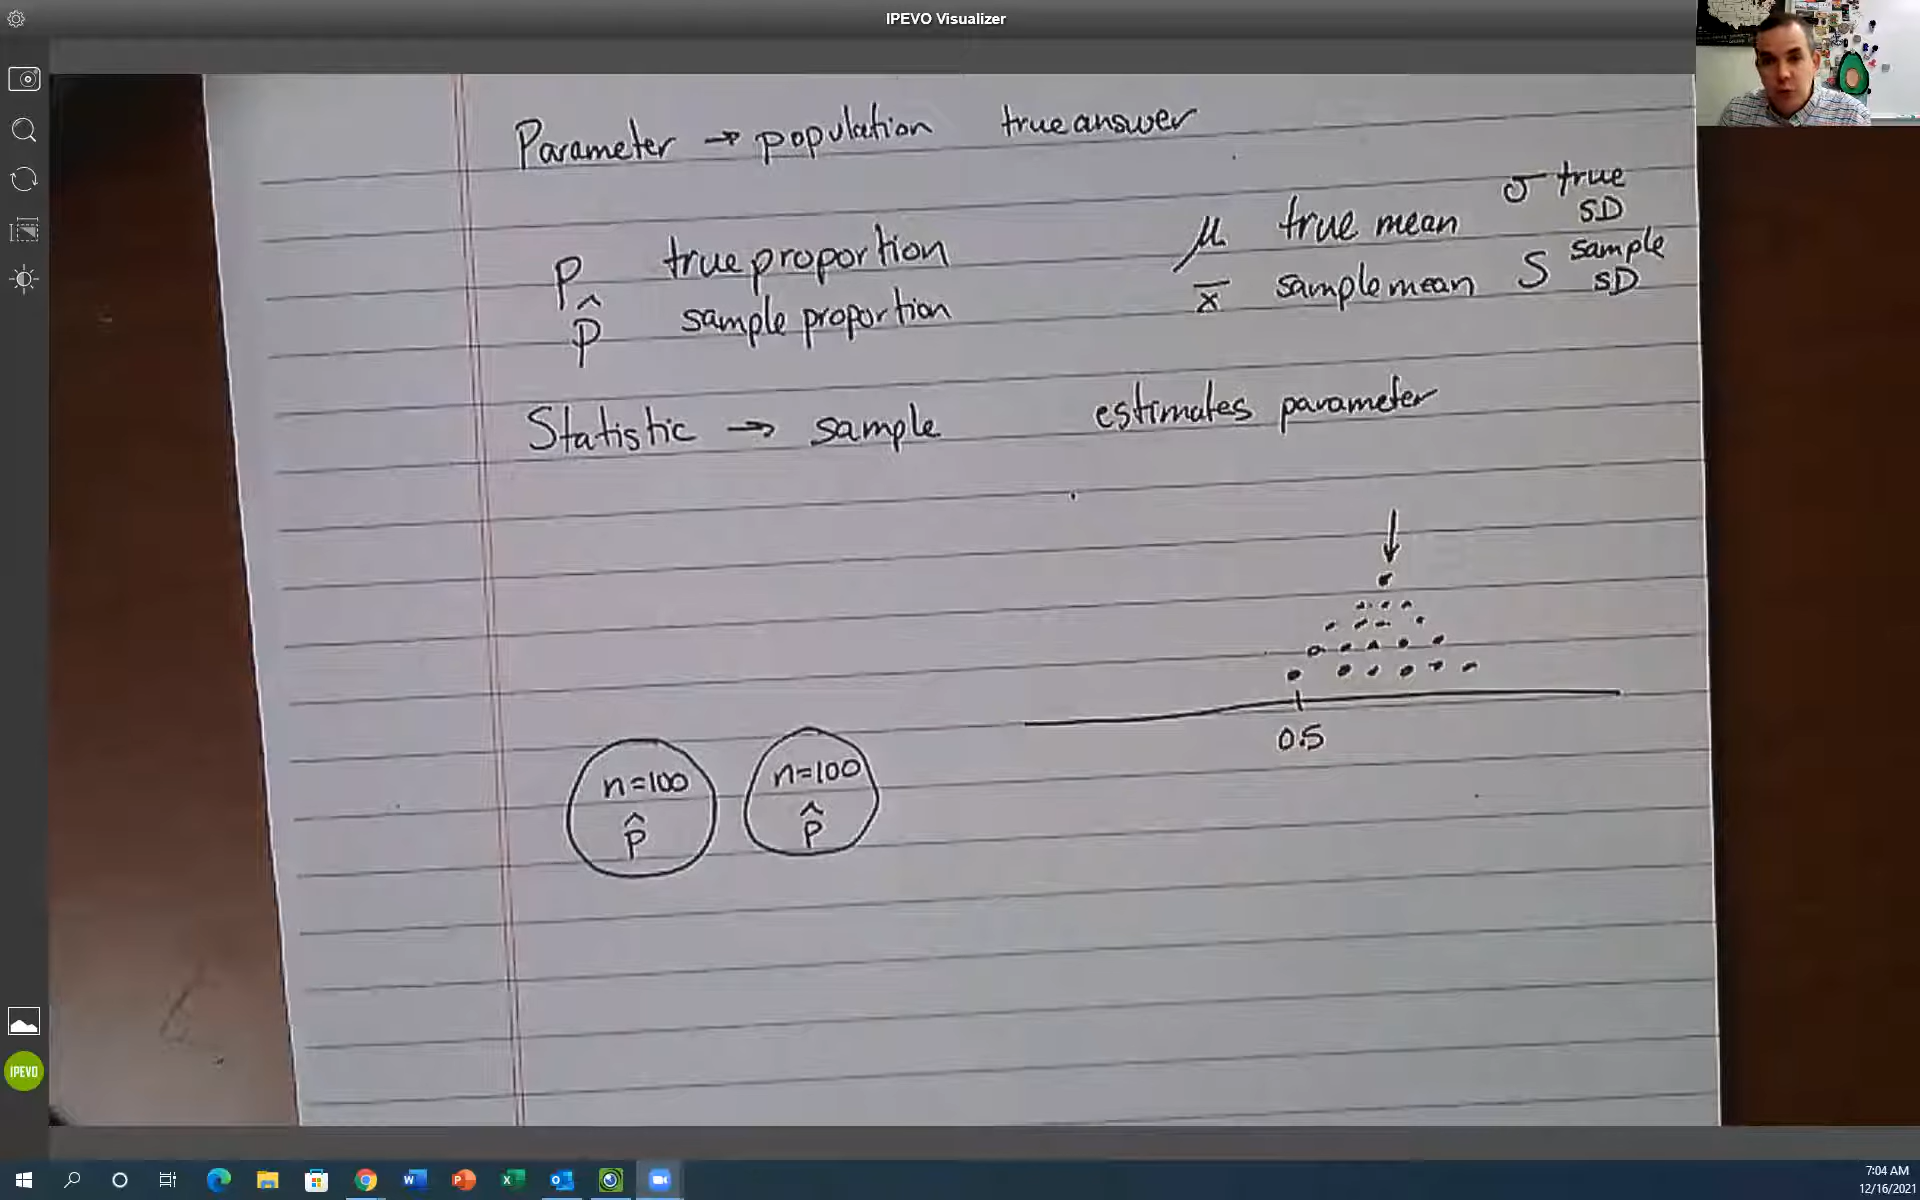 IPEVO Visualizer
Parameter → population true answer
σ true
SD
μ true mean
p true proportion
S sample
SD
x̄ sample mean
p̂ sample proportion
Statistic → sample estimates parameter
0.5
n=100 n=100
p̂ p̂
IPEVO
7:04 AM
12/16/2021